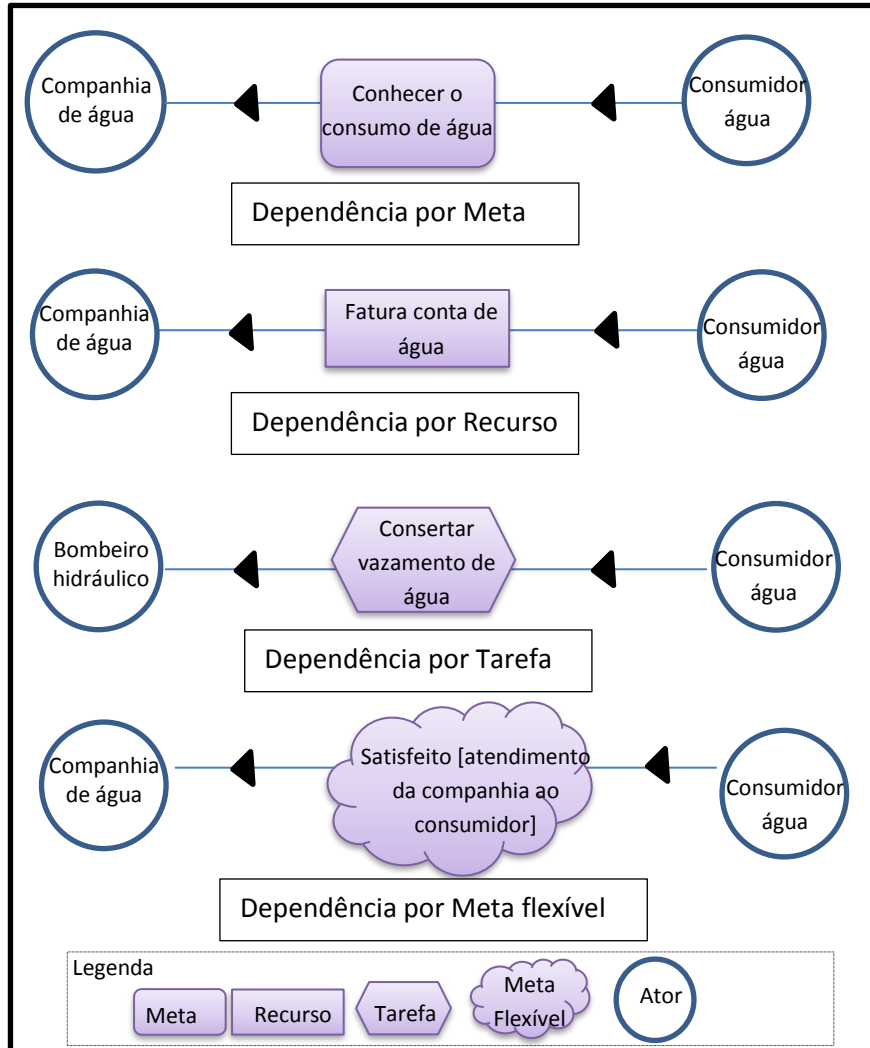 Companhia
de água
Conhecer o
consumo de água
Consumidor
água
Dependência por Meta
Companhia
de água
Fatura conta de
água
Consumidor
água
Dependência por Recurso
Bombeiro
hidráulico
Consertar
vazamento de
água
Consumidor
água
Dependência por Tarefa
Companhia
de água
Satisfeito [atendimento
da companhia ao
consumidor]
Consumidor
água
Dependência por Meta flexível
Legenda
Meta
Recurso
Tarefa
Meta
Flexível
Ator